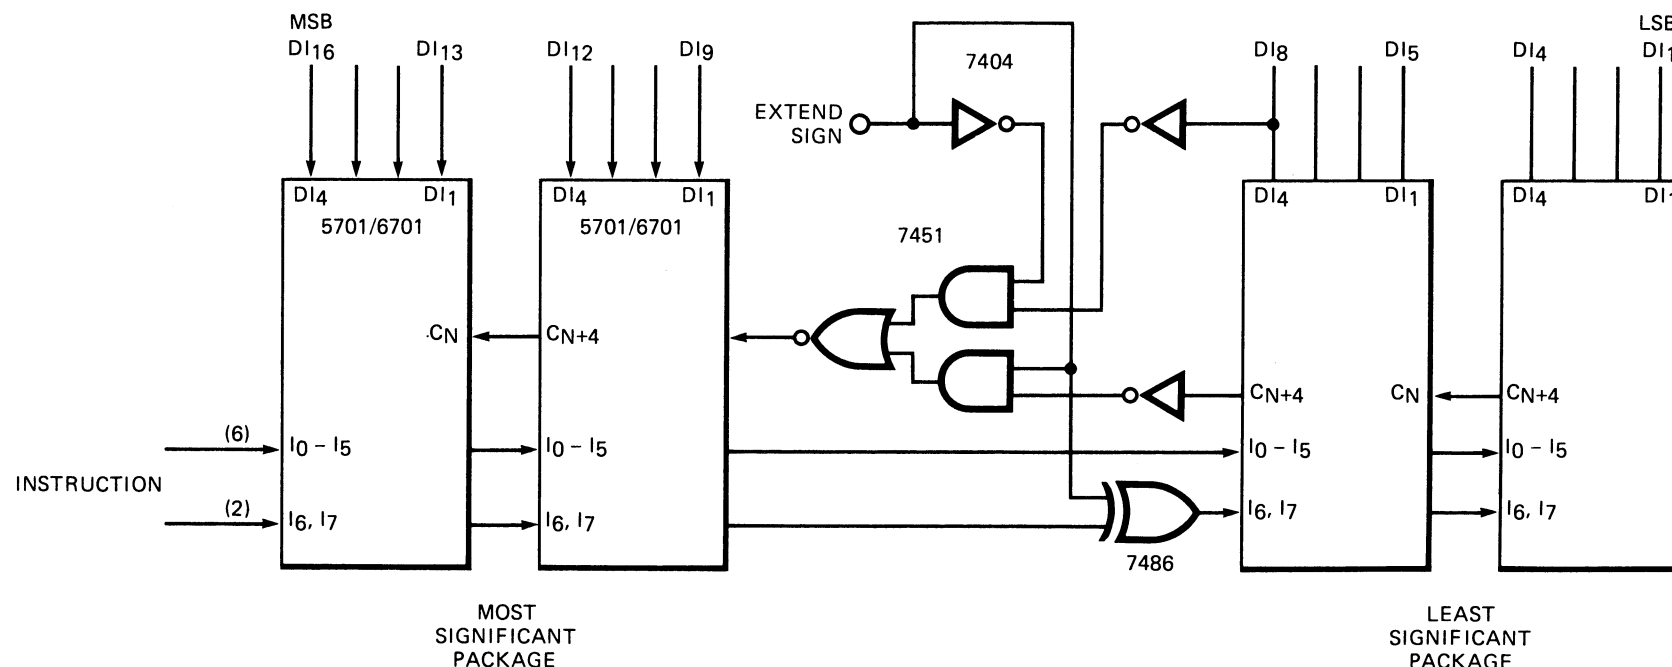 MSB
DI16
DI13
DI12
DI9
7404
DI8
DI5
DI4
LSB
DI1
EXTEND
SIGN
DI4
DI1
DI4
DI1
DI4
DI1
DI4
DI1
5701/6701
5701/6701
7451
CN
CN+4
CN+4
CN
CN+4
(6)
I0 – I5
I0 – I5
I0 – I5
I0 – I5
INSTRUCTION
(2)
I6, I7
I6, I7
I6, I7
I6, I7
7486
MOST
SIGNIFICANT
PACKAGE
LEAST
SIGNIFICANT
PACKAGE